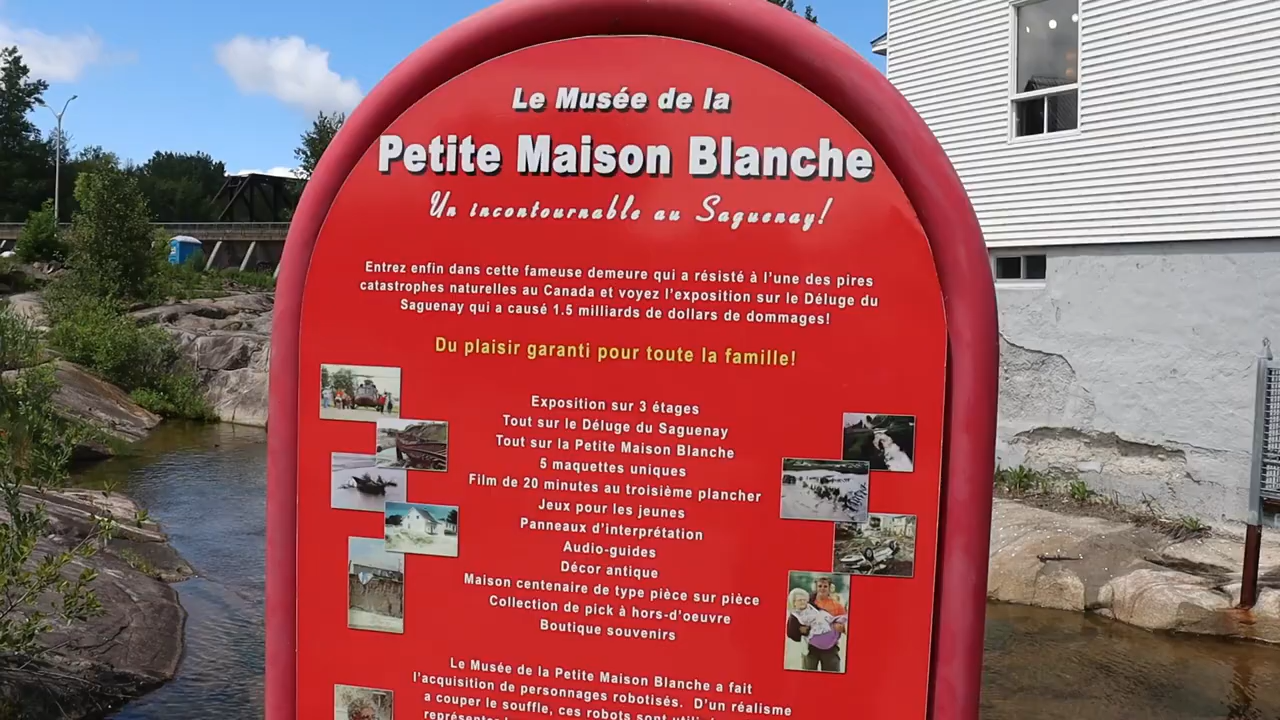 Le Musée de la
Petite Maison Blanche
Un incontournable au Saguenay!
Entrez enfin dans cette fameuse demeure qui a résisté à l'une des pires
catastrophes naturelles au Canada et voyez l'exposition sur le Déluge du
Saguenay qui a causé 1.5 milliards de dollars de dommages!
Du plaisir garanti pour toute la famille!
Exposition sur 3 étages
Tout sur le Déluge du Saguenay
Tout sur la Petite Maison Blanche
5 maquettes uniques
Film de 20 minutes au troisième plancher
Jeux pour les jeunes
Panneaux d'interprétation
Audio-guides
Décor antique
Maison centenaire de type pièce sur pièce
Collection de pick à hors-d'oeuvre
Boutique souvenirs
Le Musée de la Petite Maison Blanche a fait
l'acquisition de personnages robotisés. D'un réalisme
a couper le souffle, ces robots sont